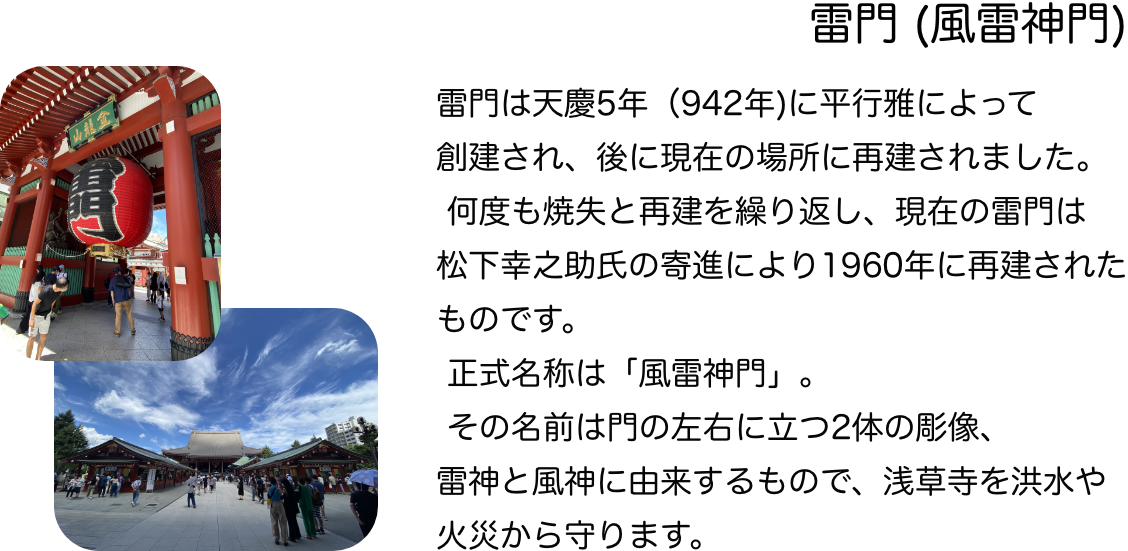 雷門 (風雷神門)
金龍山
雷門
雷門は天慶5年（942年)に平行雅によって
創建され、後に現在の場所に再建されました。
何度も焼失と再建を繰り返し、現在の雷門は
松下幸之助氏の寄進により1960年に再建された
ものです。
正式名称は「風雷神門」。
その名前は門の左右に立つ2体の彫像、
雷神と風神に由来するもので、浅草寺を洪水や
火災から守ります。